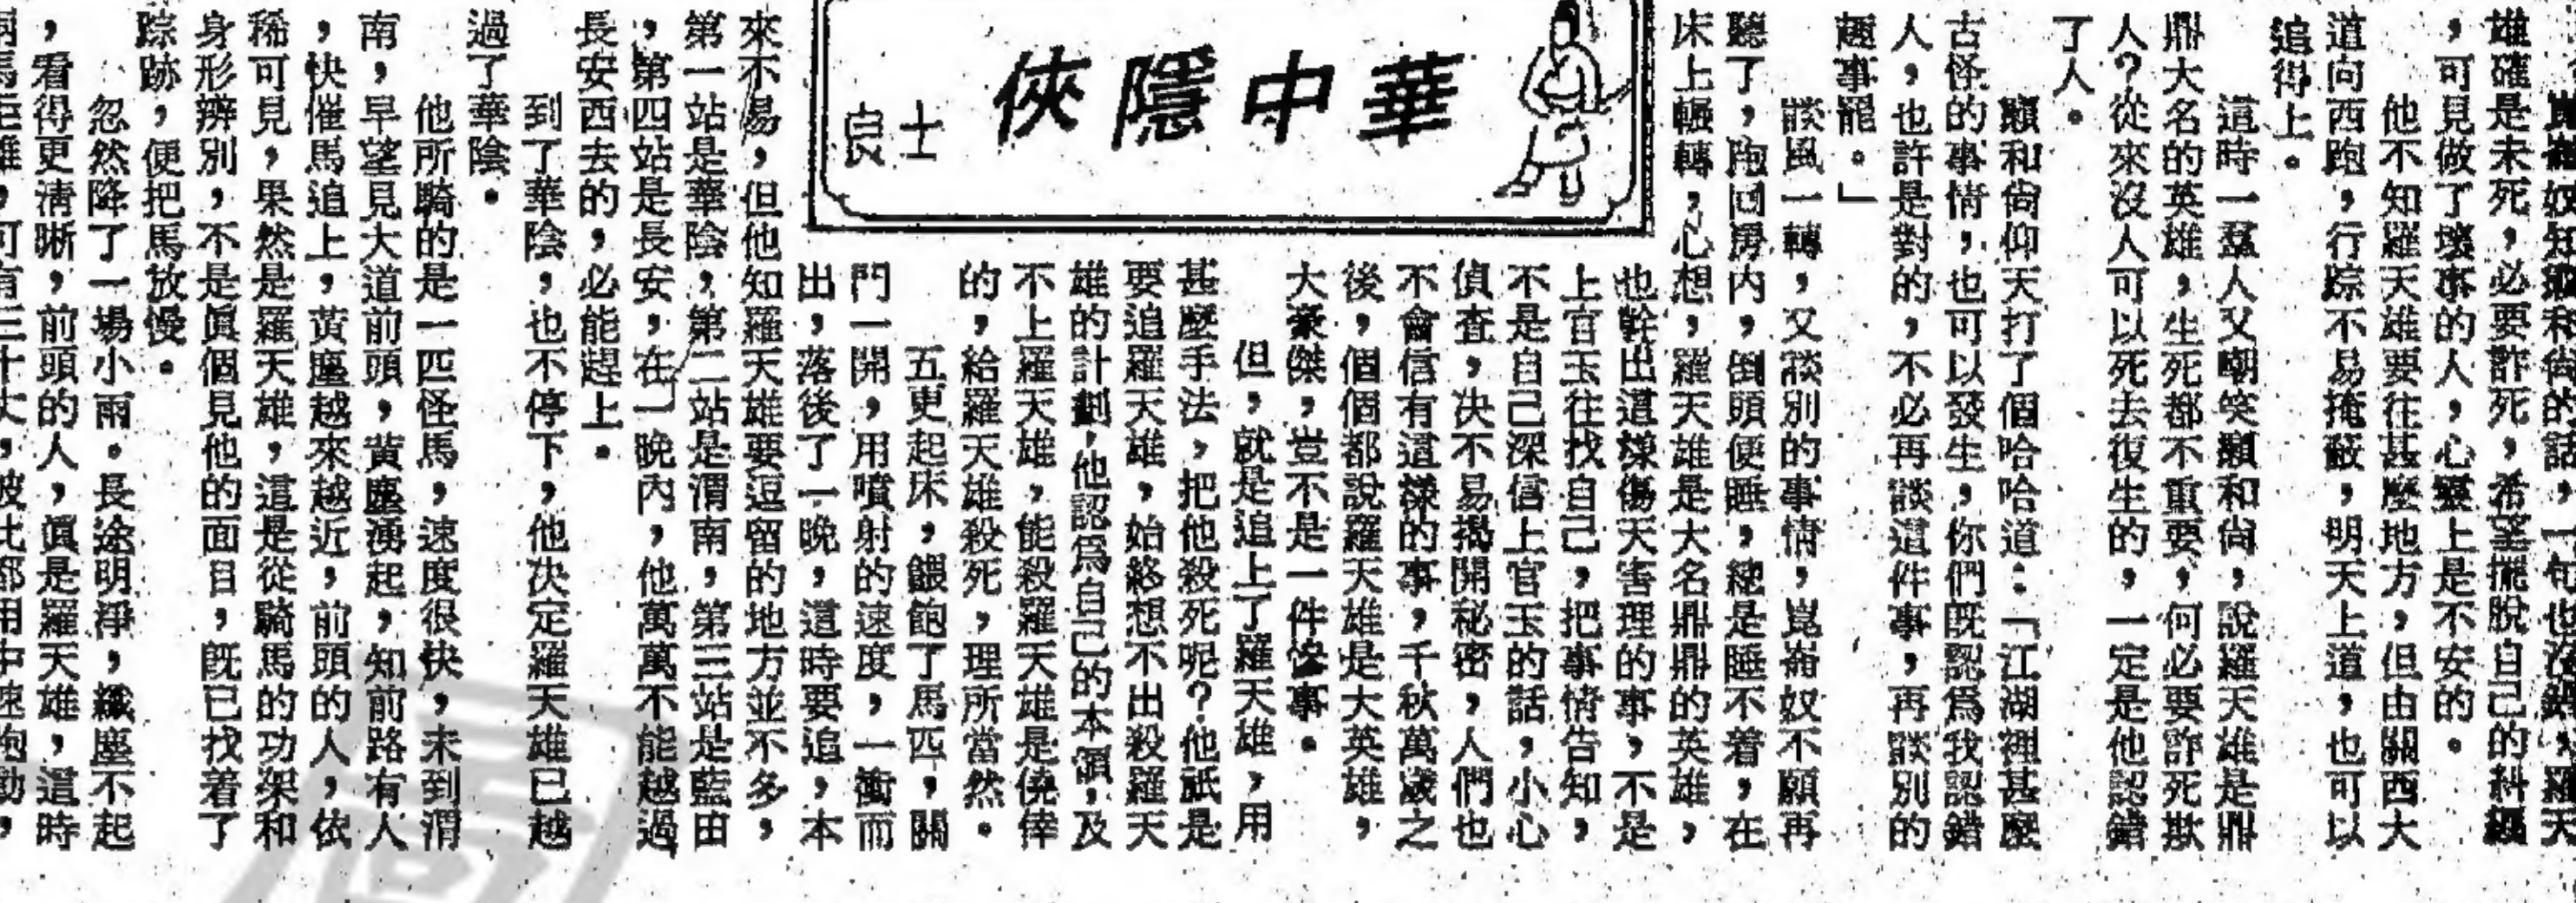 雄確是未死，必要詐死，希望擺脫自己的糾纏
，可見做了壞事的人，心靈上是不安的。
他不知羅天雄要往甚麼地方，但由關西大
道向西跑，行踪不易掩蔽，明天上道，也可以
追得上。
這時一羣人又嘲笑癩和尙，說羅天雄是鼎
鼎大名的英雄，生死都不重要，何必要詐死欺
人？從來沒人可以死去復生的，一定是他認錯
了人。
癩和尙仰天打了個哈哈道：「江湖裡甚麼
古怪的事情，也可以發生，你們旣認爲我認錯
人，也許是對的，不必再談這件事，再談別的
趣事罷。」
談風一轉，又談別的事情，崑崙奴不願再
聽了，跑回房內，倒頭便睡，總是睡不着，在
床上輾轉，心想，羅天雄是大名鼎鼎的英雄，
華中隱俠
士良
也幹出這樣傷天害理的事，不是
上官玉往找自己，把事情告知，
不是自己深信上官玉的話，小心
偵查，決不易揭開秘密，人們也
不會信有這樣的事，千秋萬歲之
後，個個都說羅天雄是大英雄，
大豪傑，豈不是一件慘事。
但，就是追上了羅天雄，用
甚麼手法，把他殺死呢？他祇是
要追羅天雄，始終想不出殺羅天
雄的計劃，他認爲自己的本領，及
不上羅天雄，能殺羅天雄是僥倖
的，給羅天雄殺死，理所當然。
五更起床，餵飽了馬匹，關
門一開，用噴射的速度，一衝而
出，落後了一晚，這時要追，本
來不易，但他知羅天雄要逗留的地方並不多，
第一站是華陰，第二站是渭南，第三站是藍田
，第四站是長安，在一晚內，他萬萬不能越過
長安西去的，必能趕上。
到了華陰，也不停下，他決定羅天雄已越
過了華陰。
他所騎的是一匹怪馬，速度很快，未到渭
南，早望見大道前頭，黃塵湧起，知前路有人
，快催馬追上，黃塵越來越近，前頭的人，依
稀可見，果然是羅天雄，這是從騎馬的功架和
身形辨別，不是眞個見他的面目，旣已找着了
踪跡，便把馬放慢。
忽然降了一場小雨。長途明淨，纖塵不起
，看得更清晰，前頭的人，眞是羅天雄，這時